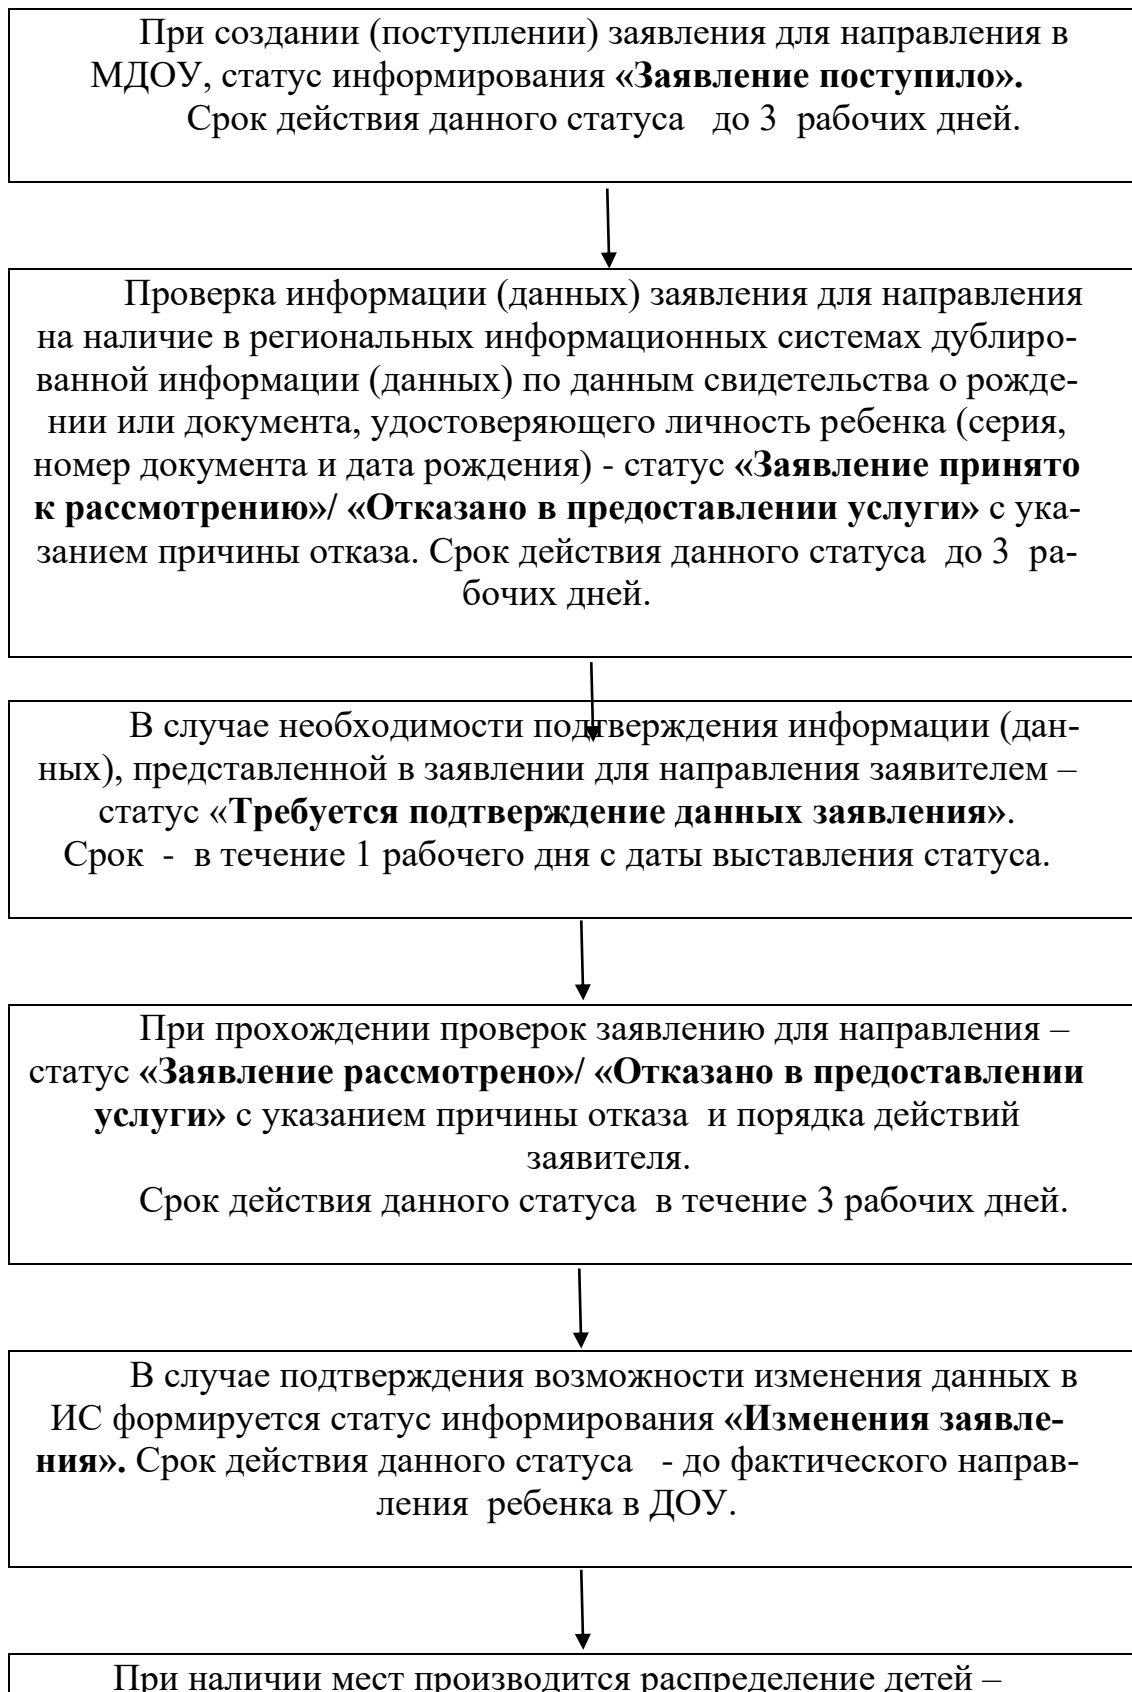 При создании (поступлении) заявления для направления в
МДОУ, статус информирования «Заявление поступило».
Срок действия данного статуса до 3 рабочих дней.
Проверка информации (данных) заявления для направления
на наличие в региональных информационных системах дублиро-
ванной информации (данных) по данным свидетельства о рожде-
нии или документа, удостоверяющего личность ребенка (серия,
номер документа и дата рождения) - статус «Заявление принято
к рассмотрению»/ «Отказано в предоставлении услуги» с ука-
занием причины отказа. Срок действия данного статуса до 3 ра-
бочих дней.
В случае необходимости подтверждения информации (дан-
ных), представленной в заявлении для направления заявителем –
статус «Требуется подтверждение данных заявления».
Срок - в течение 1 рабочего дня с даты выставления статуса.
При прохождении проверок заявлению для направления –
статус «Заявление рассмотрено»/ «Отказано в предоставлении
услуги» с указанием причины отказа и порядка действий
заявителя.
Срок действия данного статуса в течение 3 рабочих дней.
В случае подтверждения возможности изменения данных в
ИС формируется статус информирования «Изменения заявле-
ния». Срок действия данного статуса - до фактического направ-
ления ребенка в ДОУ.
При наличии мест производится распределение детей –